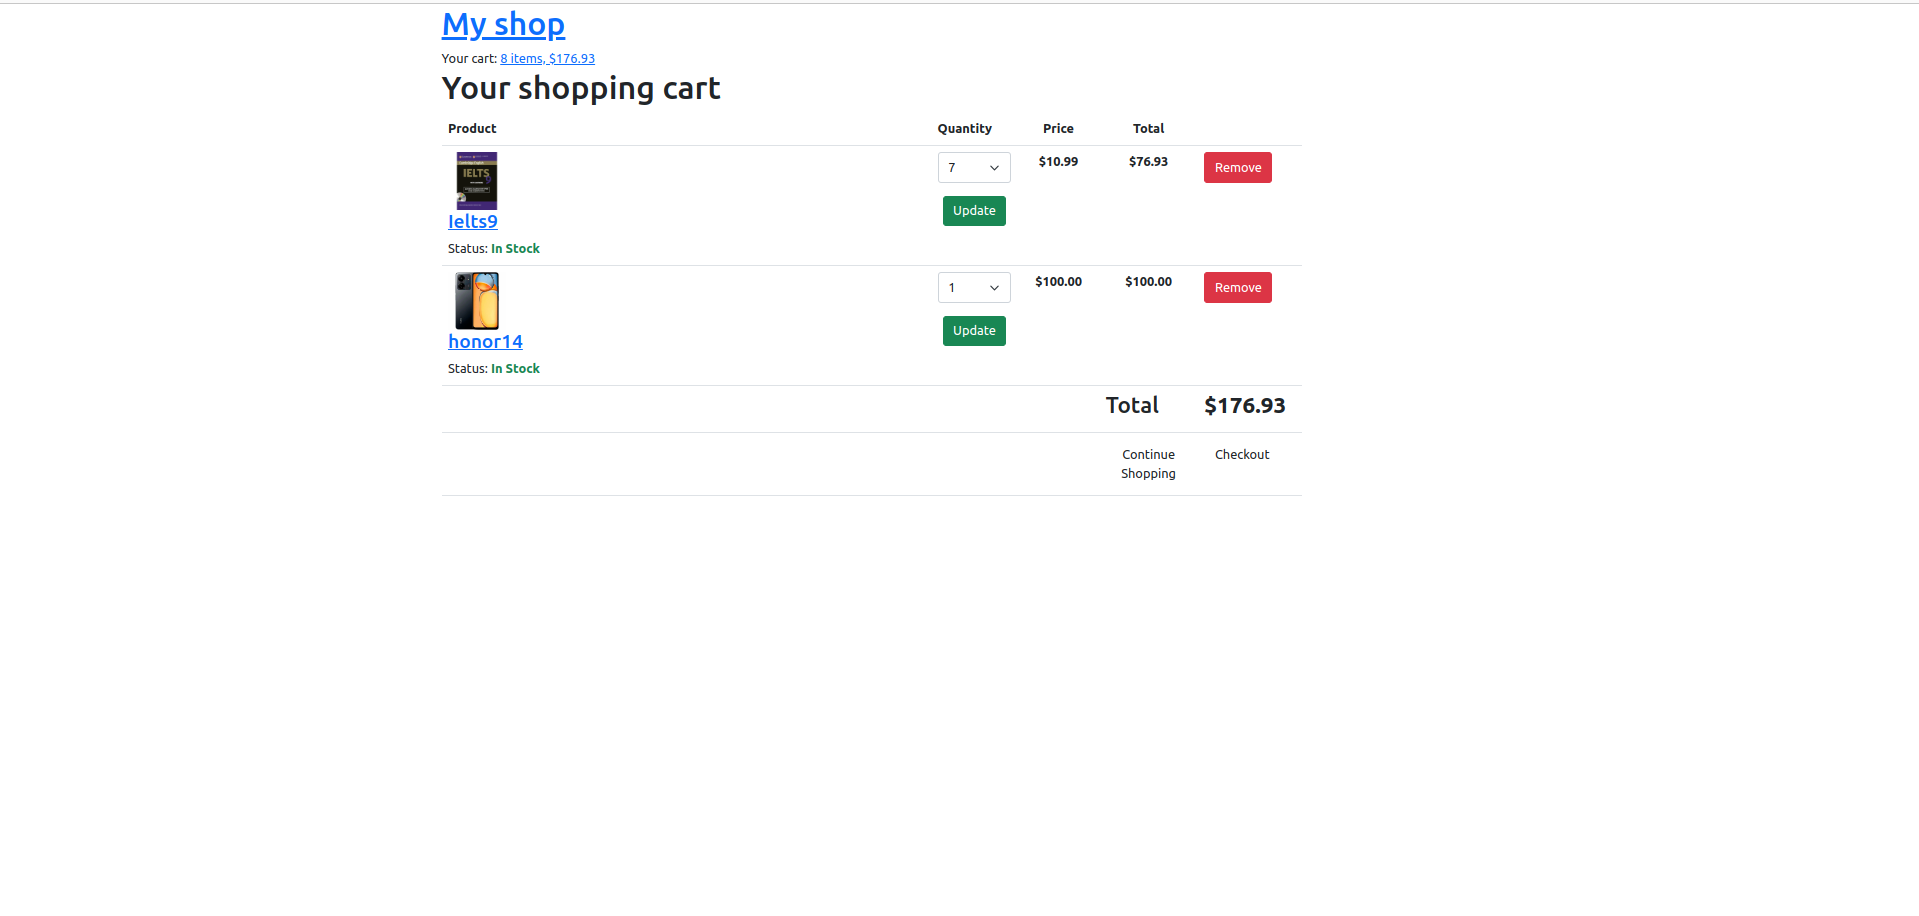 My shop
Your cart: 8 items, $176.93
Your shopping cart
Product Quantity Price Total
IELTS 9
7 $10.99 $76.93 Remove
Update
Ielts9
Status: In Stock
1 $100.00 $100.00 Remove
Update
honor14
Status: In Stock
Total $176.93
Continue Checkout
Shopping